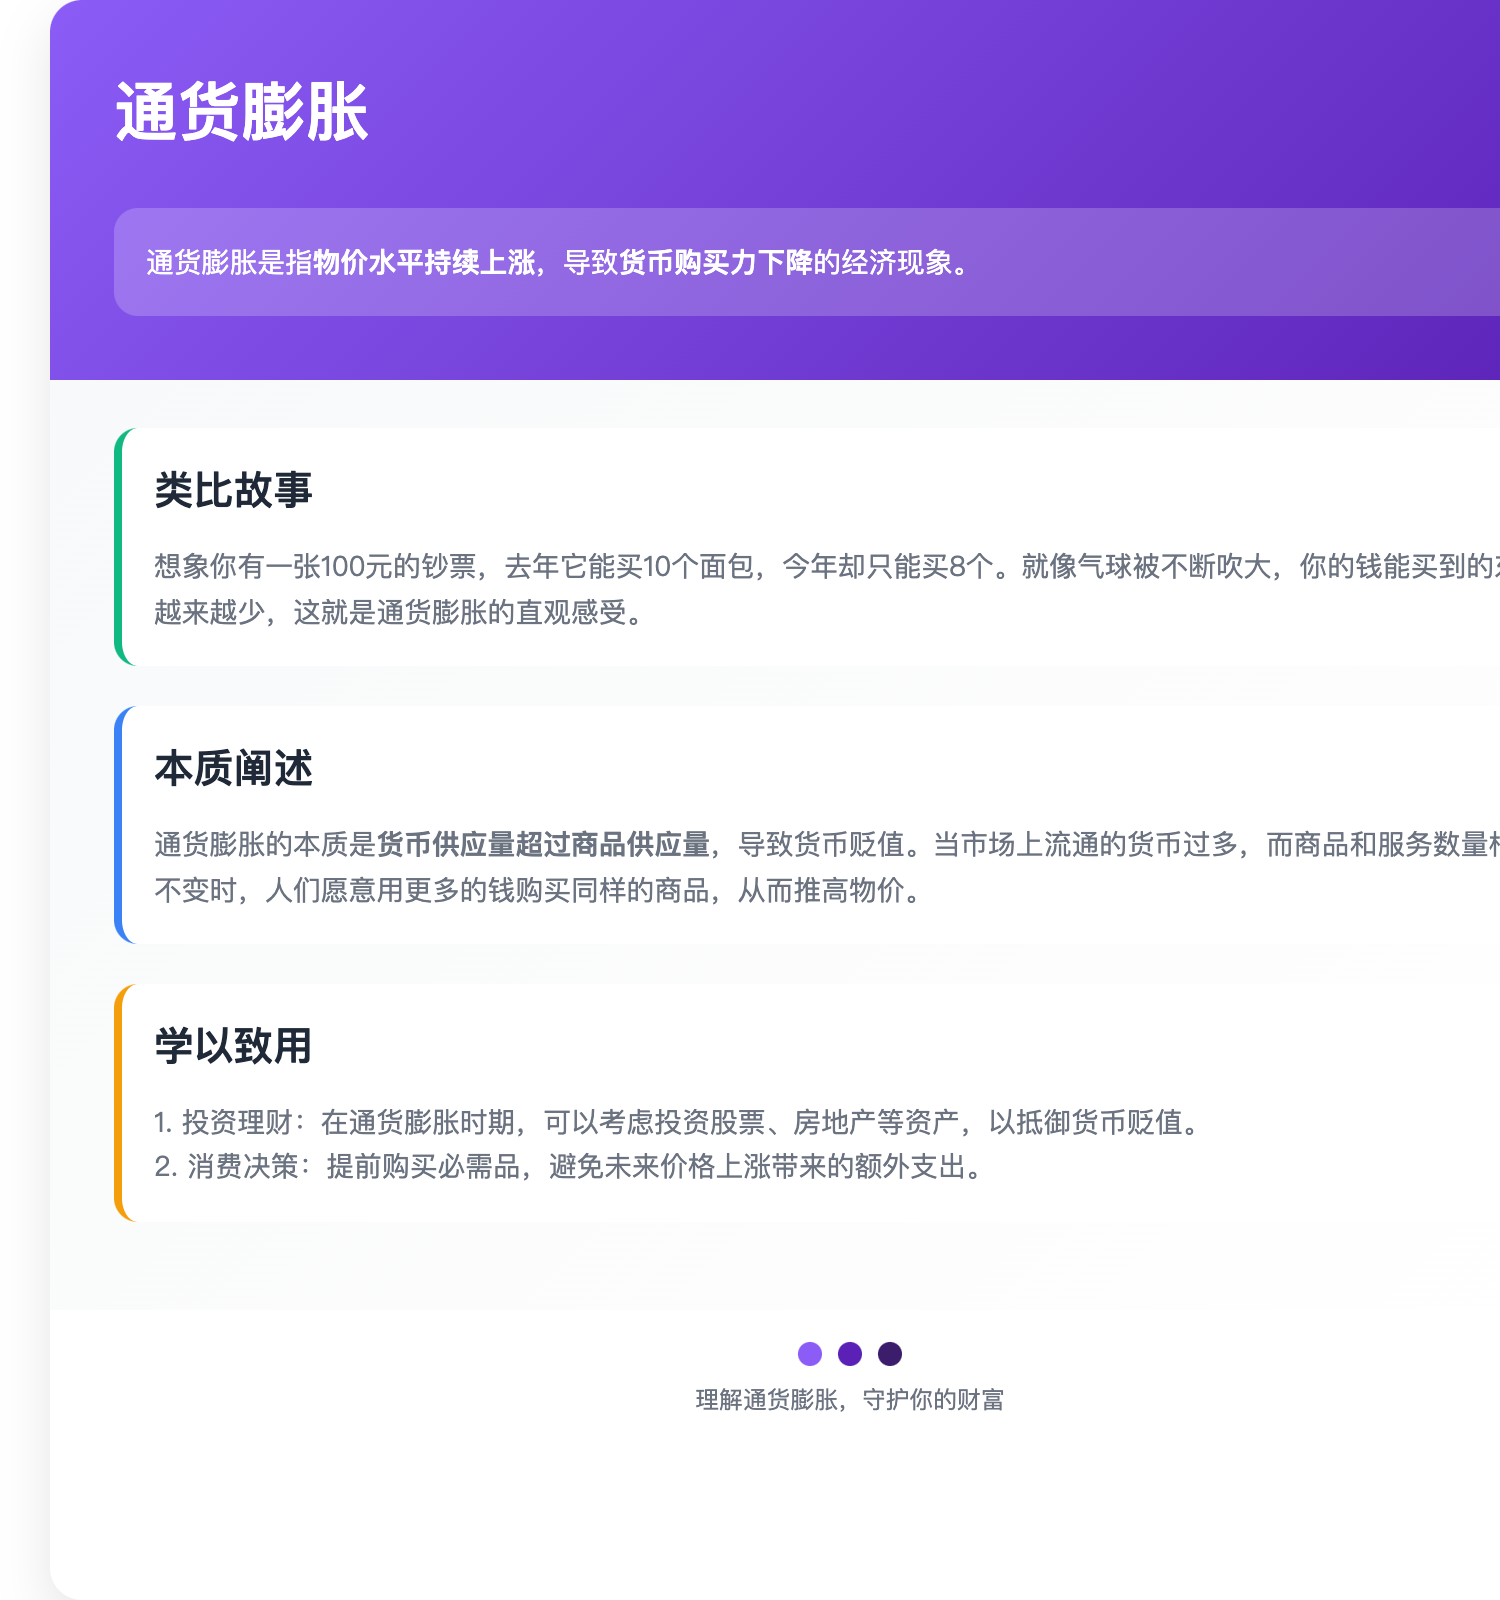 通货膨胀
通货膨胀是指物价水平持续上涨，导致货币购买力下降的经济现象。
类比故事
想象你有一张100元的钞票，去年它能买10个面包，今年却只能买8个。就像气球被不断吹大，你的钱能买到的
越来越少，这就是通货膨胀的直观感受。
本质阐述
通货膨胀的本质是货币供应量超过商品供应量，导致货币贬值。当市场上流通的货币过多，而商品和服务数量
不变时，人们愿意用更多的钱购买同样的商品，从而推高物价。
学以致用
1. 投资理财：在通货膨胀时期，可以考虑投资股票、房地产等资产，以抵御货币贬值。
2. 消费决策：提前购买必需品，避免未来价格上涨带来的额外支出。
理解通货膨胀，守护你的财富